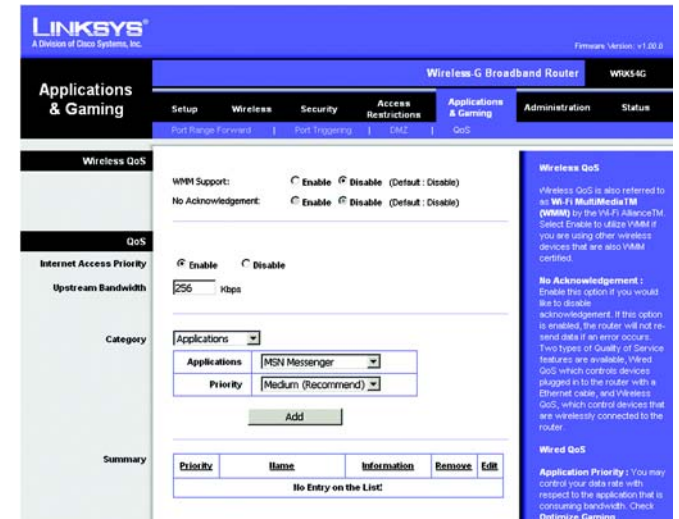 LINKSYS®
A Division of Cisco Systems, Inc.
Firmware Version: v1.00.0
Wireless-G Broadband Router
WRK54G
Applications
& Gaming
Setup
Wireless
Security
Access
Restrictions
Applications
& Gaming
Administration
Status
Port Range Forward | Port Triggering | DMZ | QoS
Wireless QoS
WMM Support: Enable Disable (Default : Disable)
No Acknowledgement: Enable Disable (Default : Disable)
QoS
Internet Access Priority
Enable Disable
Upstream Bandwidth
256 Kbps
Category
Applications
Applications MSN Messenger
Priority Medium (Recommend)
Add
Summary
Priority Name Information Remove Edit
No Entry on the List!
Wireless QoS
Wireless QoS is also referred to
as Wi-Fi MultiMediaTM
(WMM) by the Wi-Fi AllianceTM.
Select Enable to utilize WMM if
you are using other wireless
devices that are also WMM
certified.
No Acknowledgement :
Enable this option if you would
like to disable
acknowledgement. If this option
is enabled, the router will not re-
send data if an error occurs.
Two types of Quality of Service
features are available, Wired
QoS which controls devices
plugged in to the router with a
Ethernet cable, and Wireless
QoS, which control devices that
are wirelessly connected to the
router.
Wired QoS
Application Priority : You may
control your data rate with
respect to the application that is
consuming bandwidth. Check
Optimize Gaming